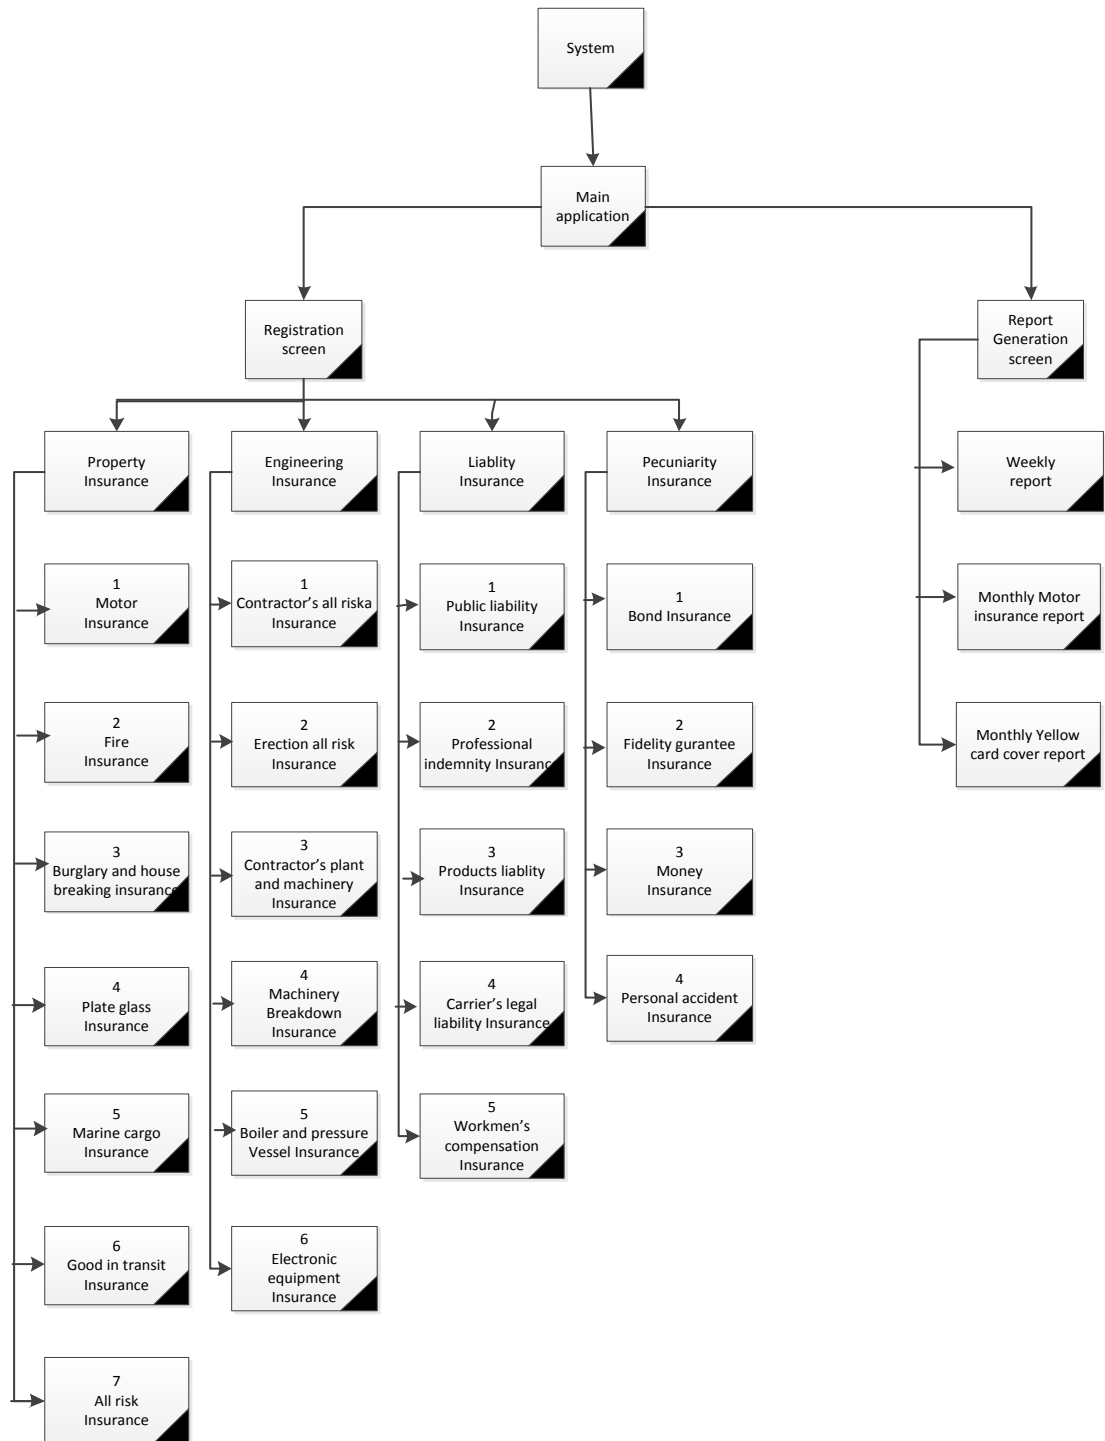 System
Main
application
Registration
screen
Report
Generation
screen
Property
Insurance
Engineering
Insurance
Liablity
Insurance
Pecuniarity
Insurance
Weekly
report
1
Motor
Insurance
1
Contractor's all riska
Insurance
1
Public liability
Insurance
1
Bond Insurance
Monthly Motor
insurance report
2
Fire
Insurance
2
Erection all risk
Insurance
2
Professional
indemnity Insuranc
2
Fidelity gurantee
Insurance
Monthly Yellow
card cover report
3
Burglary and house
breaking insurance
3
Contractor's plant
and machinery
Insurance
3
Products liablity
Insurance
3
Money
Insurance
4
Plate glass
Insurance
4
Machinery
Breakdown
Insurance
4
Carrier's legal
liability Insurance
4
Personal accident
Insurance
5
Marine cargo
Insurance
5
Boiler and pressure
Vessel Insurance
5
Workmen's
compensation
Insurance
6
Good in transit
Insurance
6
Electronic
equipment
Insurance
7
All risk
Insurance